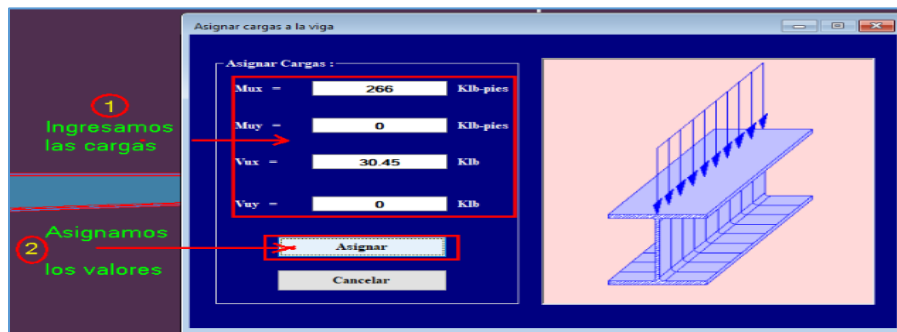 Asignar cargas a la viga
Asignar Cargas :
Mux = 266 Klb-pies
Muy = 0 Klb-pies
Vux = 30.45 Klb
Vuy = 0 Klb
Asignar
Cancelar
1
Ingresamos
las cargas
2
Asignamos
los valores